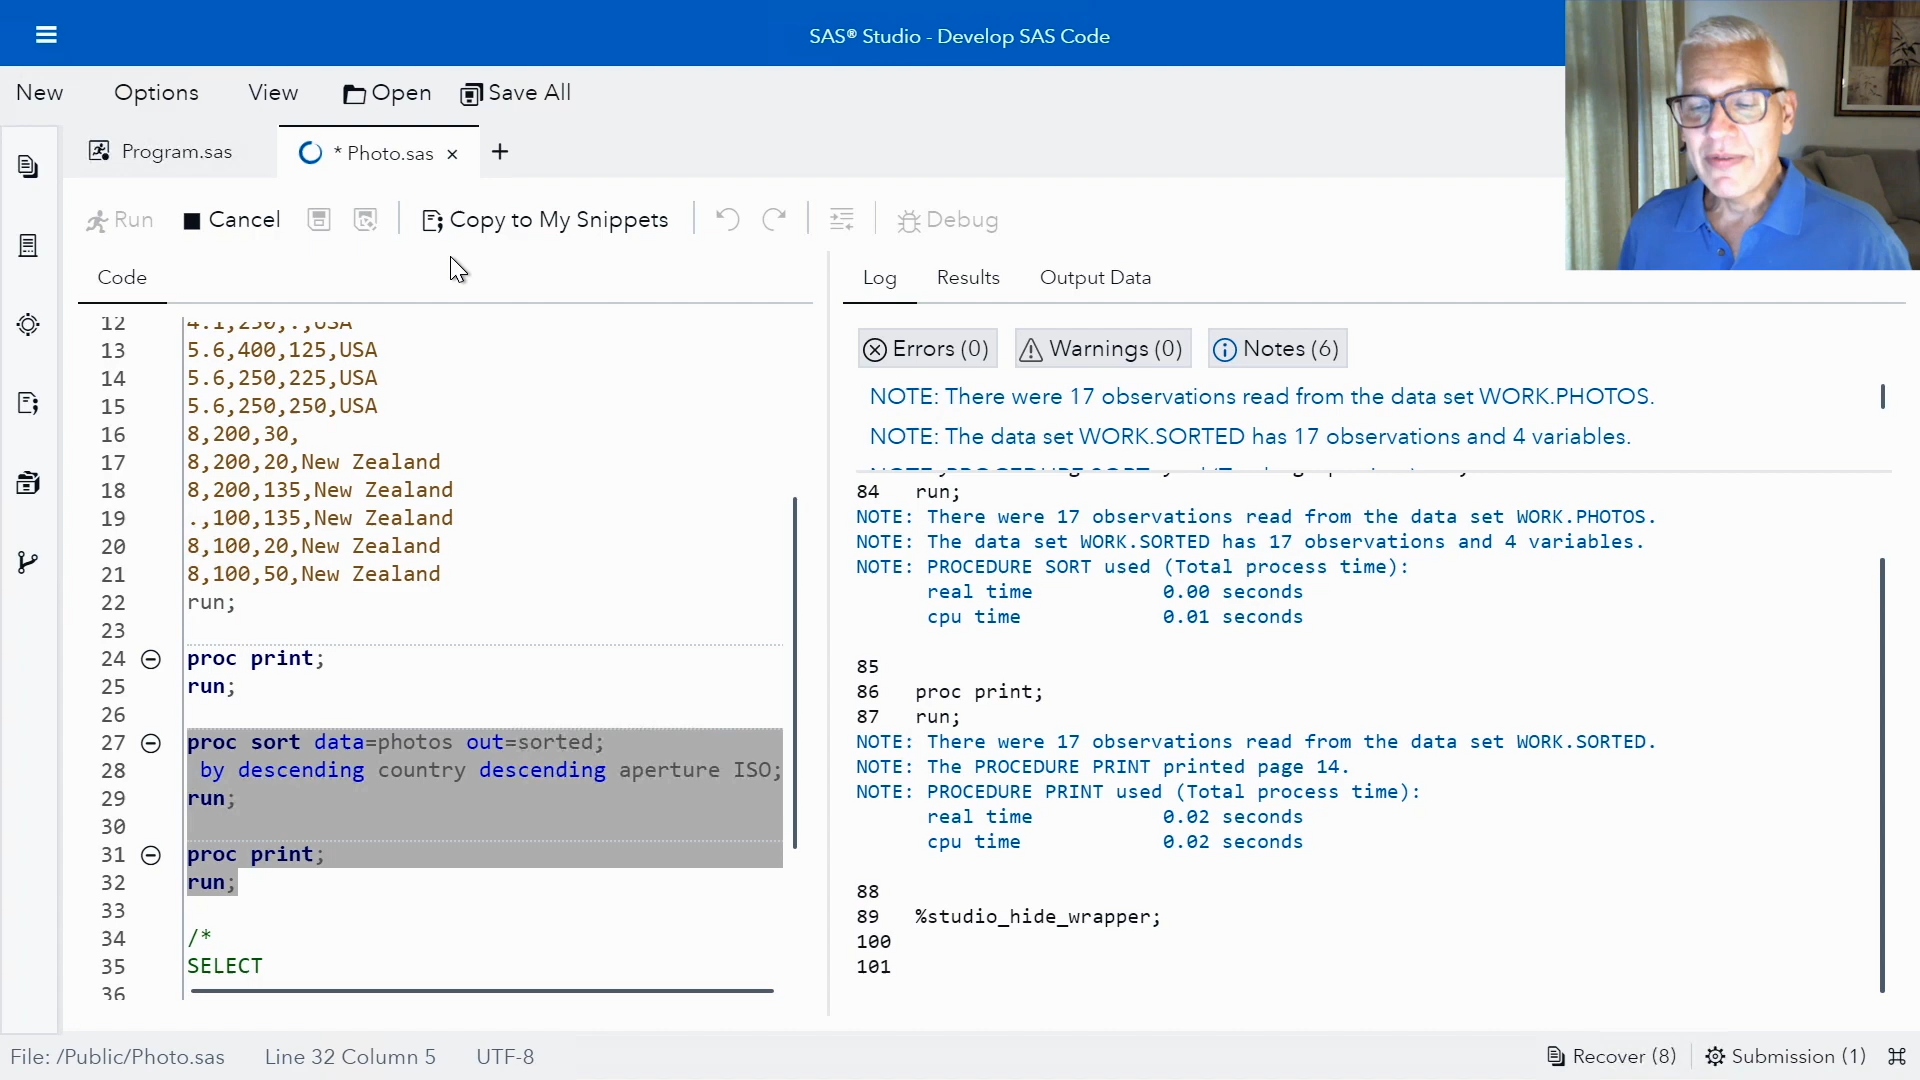 SAS® Studio - Develop SAS Code
New Options View Open Save All
Program.sas * Photo.sas
Run Cancel Copy to My Snippets Debug
Code
12 4.1,250,.,USA
13 5.6,400,125,USA
14 5.6,250,225,USA
15 5.6,250,250,USA
16 8,200,30,
17 8,200,20,New Zealand
18 8,200,135,New Zealand
19 .,100,135,New Zealand
20 8,100,20,New Zealand
21 8,100,50,New Zealand
22 run;
23
24 proc print;
25 run;
26
27 proc sort data=photos out=sorted;
28 by descending country descending aperture ISO;
29 run;
30
31 proc print;
32 run;
33
34 /*
35 SELECT
36
Log Results Output Data
Errors (0) Warnings (0) Notes (6)
NOTE: There were 17 observations read from the data set WORK.PHOTOS.
NOTE: The data set WORK.SORTED has 17 observations and 4 variables.
84 run;
NOTE: There were 17 observations read from the data set WORK.PHOTOS.
NOTE: The data set WORK.SORTED has 17 observations and 4 variables.
NOTE: PROCEDURE SORT used (Total process time):
real time 0.00 seconds
cpu time 0.01 seconds
85
86 proc print;
87 run;
NOTE: There were 17 observations read from the data set WORK.SORTED.
NOTE: The PROCEDURE PRINT printed page 14.
NOTE: PROCEDURE PRINT used (Total process time):
real time 0.02 seconds
cpu time 0.02 seconds
88
89 %studio_hide_wrapper;
100
101
File: /Public/Photo.sas Line 32 Column 5 UTF-8
Recover (8) Submission (1)